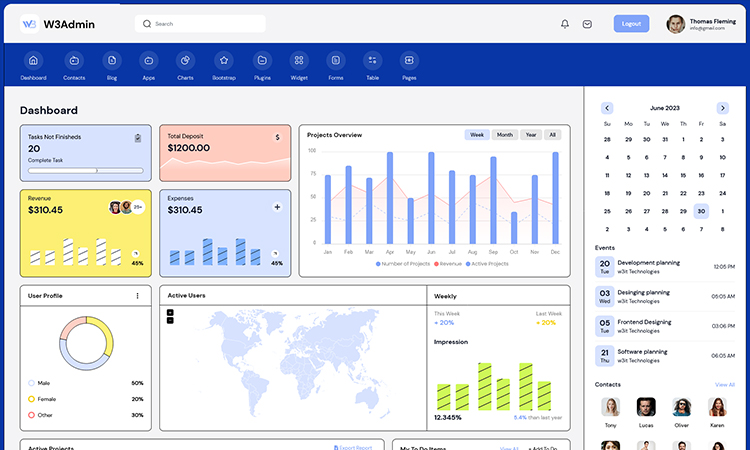 W3 W3Admin
Search
Logout
Thomas Fleming
info@gmail.com
Dashboard Contacts Blog Apps Charts Bootstrap Plugins Widget Forms Table Pages
Dashboard
Tasks Not Finisheds
20
Complete Task
Total Deposit
$
$1200.00
Revenue
$310.45
25+
45%
Expenses
$310.45
45%
Projects Overview
Week Month Year All
100
75
50
25
0
Jan Feb Mar Apr May Jun Jul Aug Sep Oct Nov Dec
Number of Projects Revenue Active Projects
User Profile
Male 50%
Female 20%
Other 30%
Active Users
+
-
Weekly
This Week Last Week
+ 20% + 20%
Impression
12.345% 5.4% than last year
Active Projects
Export Report
My To Do Items
View All + Add To Do
June 2023
Su Mo Tu We Th Fr Sa
28 29 30 31 1 2 3
4 5 6 7 8 9 10
11 12 13 14 15 16 17
18 19 20 21 22 23 24
25 26 27 28 29 30 1
2 3 4 5 6 7 8
Events
20 Tue
Development planning
w3it Technologies
12:05 PM
03 Wed
Desinging planning
w3it Technologies
05:05 AM
05 Tue
Frontend Designing
w3it Technologies
03:06 PM
21 Thu
Software planning
w3it Technologies
06:05 AM
Contacts
View All
Tony Lucas Oliver Karen